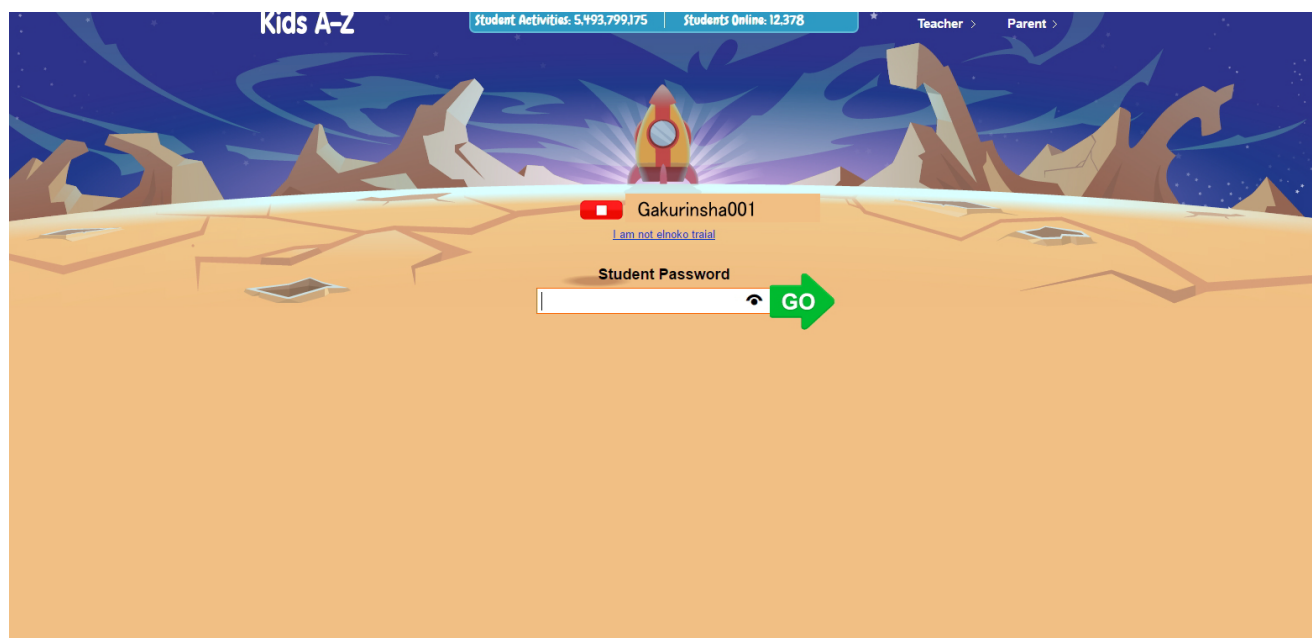 Kids A-Z
Student Activities: 5,493,799,175 Students Online: 12,378
Teacher > Parent >
Gakurinsha001
I am not elnoko traial
Student Password
GO